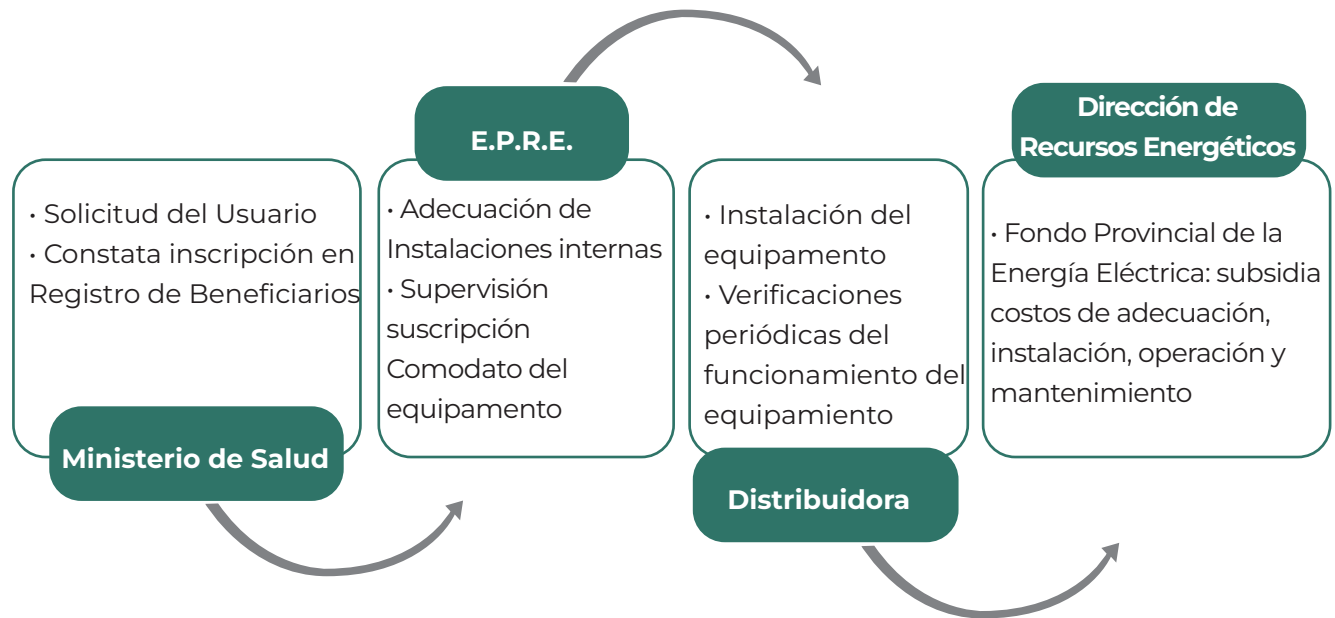 · Solicitud del Usuario
· Constata inscripción en
Registro de Beneficiarios
Ministerio de Salud
E.P.R.E.
· Adecuación de
Instalaciones internas
· Supervisión
suscripción
Comodato del
equipamento
· Instalación del
equipamento
· Verificaciones
periódicas del
funcionamiento del
equipamiento
Distribuidora
Dirección de
Recursos Energéticos
· Fondo Provincial de la
Energía Eléctrica: subsidia
costos de adecuación,
instalación, operación y
mantenimiento